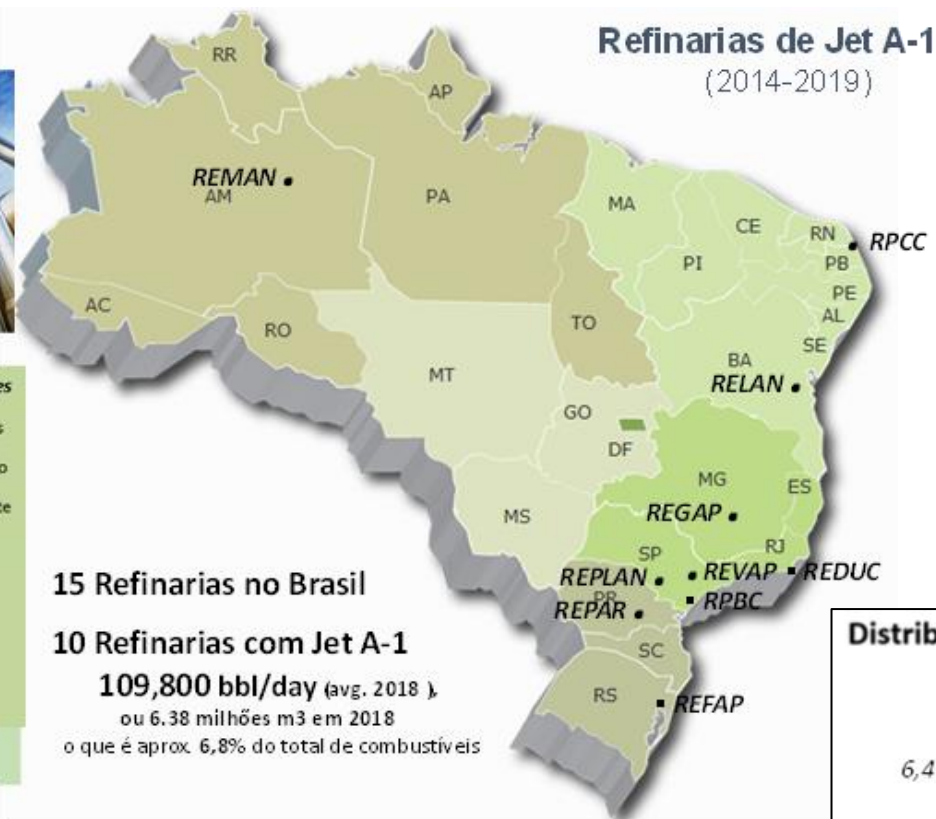 Refinarias de Jet A-1
(2014-2019)
RR
AP
REMAN
AM
PA
MA
CE
RN
RPCC
PI
PB
PE
AL
SE
AC
RO
TO
BA
RELAN
MT
GO
DF
MG
ES
REGAP
MS
SP
RJ
REPLAN
REVAP
REDUC
PR
RPBC
REPAR
SC
RS
REFAP
15 Refinarias no Brasil
10 Refinarias com Jet A-1
109,800 bbl/day (avg. 2018 ),
ou 6.38 milhões m3 em 2018
o que é aprox. 6,8% do total de combustíveis
es
s
o
te
Distrib
6,4